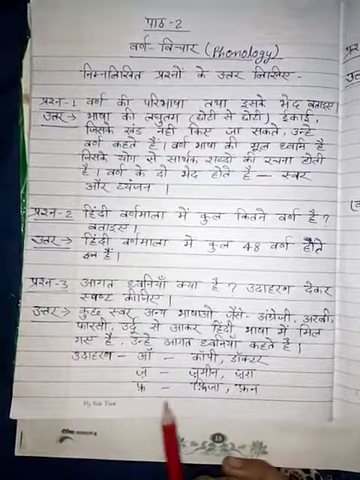 पाठ-2
वर्ण-विचार (Phonology)
निम्नलिखित प्रश्नों के उत्तर लिखिए-
प्रश्न-1 वर्ण की परिभाषा तथा इसके भेद बताइए।
उत्तर→ भाषा की लघुतम (छोटी से छोटी) ईकाई,
जिसके खंड नहीं किए जा सकते, उन्हें
वर्ण कहते हैं। वर्ण भाषा की मूल ध्वनि है
जिसके योग से सार्थक शब्दों की रचना होती
है। वर्ण के दो भेद होते हैं — स्वर
और व्यंजन।
प्रश्न-2 हिंदी वर्णमाला में कुल कितने वर्ण हैं?
बताइए।
उत्तर→ हिंदी वर्णमाला में कुल 48 वर्ण होते
हैं।
प्रश्न-3 आगत ध्वनियाँ क्या हैं? उदाहरण देकर
स्पष्ट कीजिए।
उत्तर→ कुछ स्वर अन्य भाषाओं जैसे- अंग्रेजी, अरबी,
फारसी, उर्दू से आकर हिंदी भाषा में मिल
गए हैं, उन्हें आगत ध्वनियाँ कहते हैं।
उदाहरण- ऑ — कॉपी, डॉक्टर
ज़ — ज़मीन, ज़रा
फ़ — फ़िज़ा, फ़न